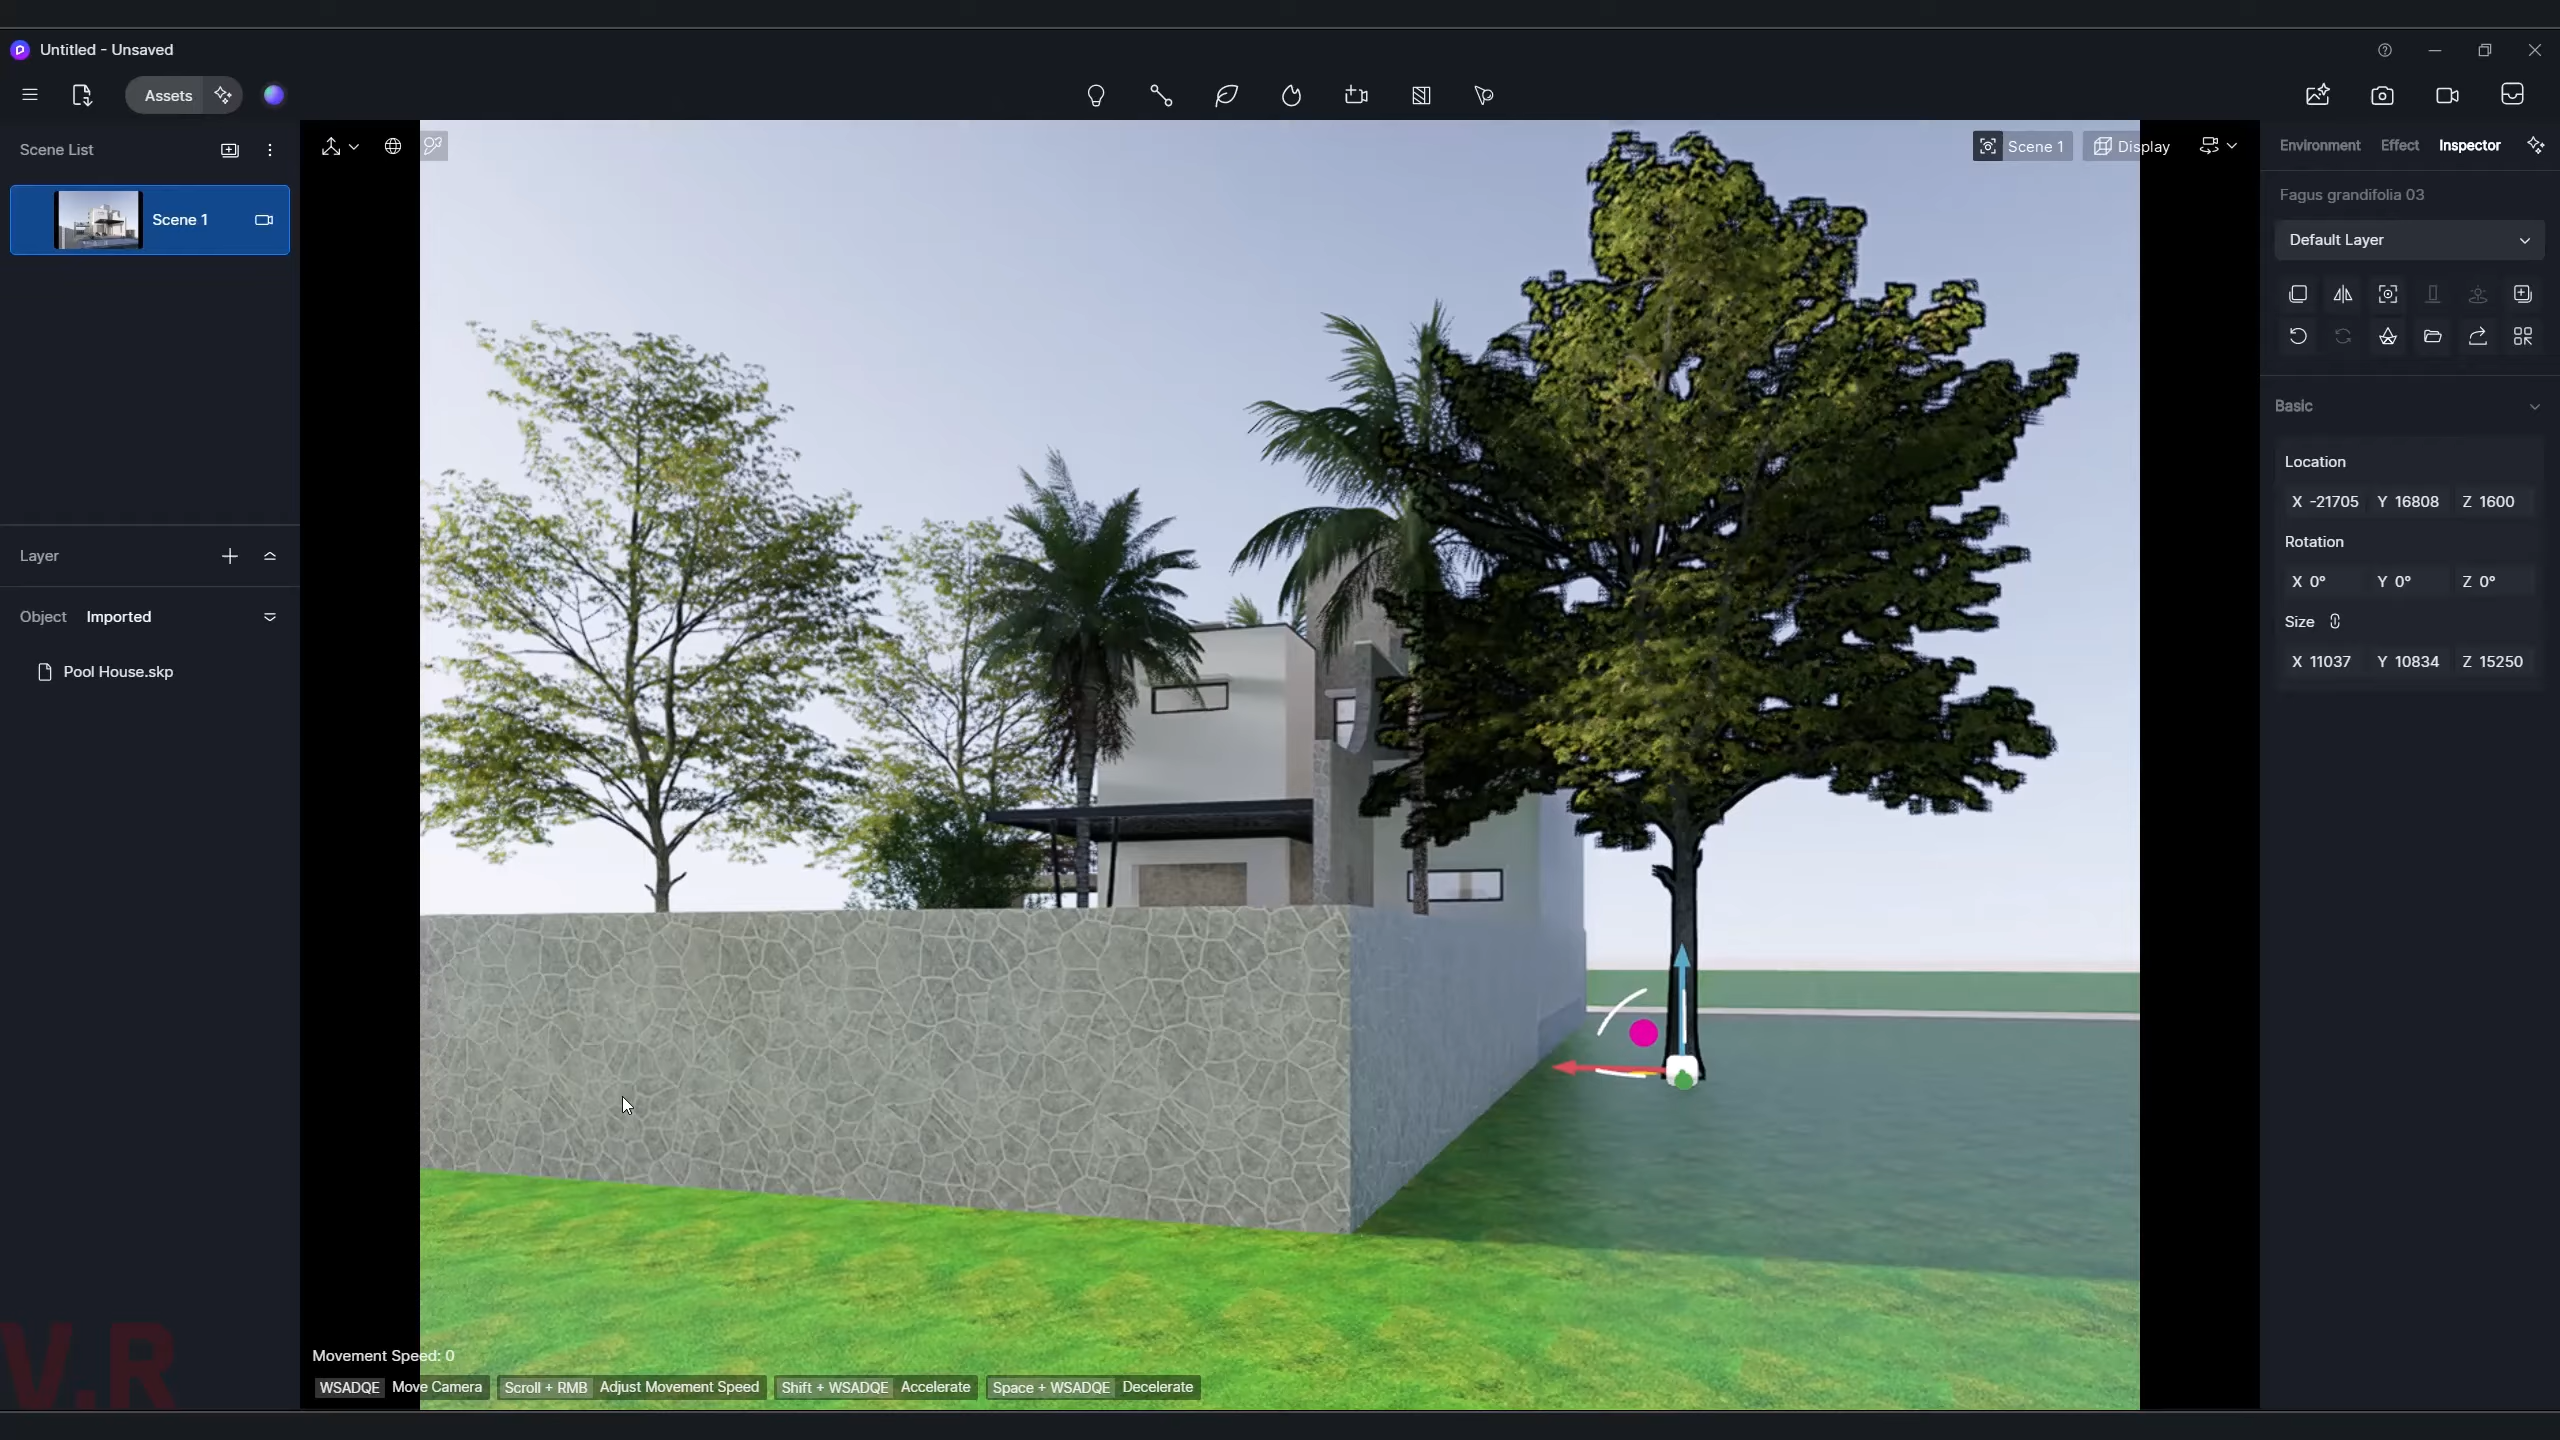 Untitled - Unsaved
Assets
Scene List
Scene 1
Layer
Object Imported
Pool House.skp
Scene 1
Display
Movement Speed: 0
WSADQE Move Camera Scroll + RMB Adjust Movement Speed Shift + WSADQE Accelerate Space + WSADQE Decelerate
Environment Effect Inspector
Fagus grandifolia 03
Default Layer
Basic
Location
X -21705 Y 16808 Z 1600
Rotation
X 0° Y 0° Z 0°
Size
X 11037 Y 10834 Z 15250
V.R